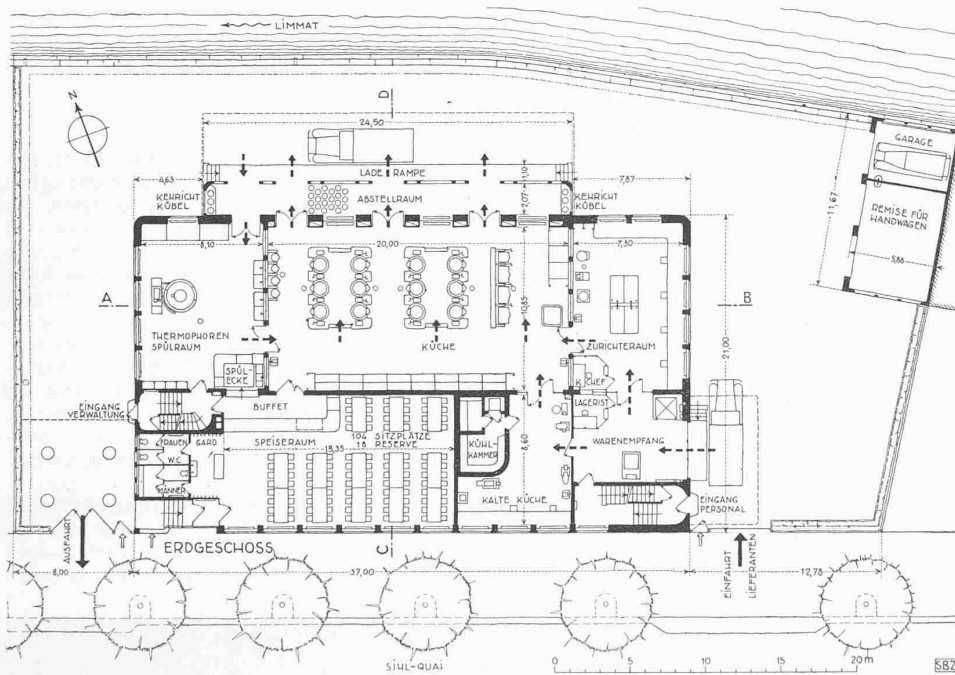 LIMMAT
N
D
24,50
GARAGE
4,63
LADE RAMPE
1,10
7,87
KEHRICHT
KÜBEL
ABSTELLRAUM
2,07
KEHRICHT
KÜBEL
11,67
REMISE FÜR
HANDWAGEN
5,88
8,10
20,00
7,30
A
10,85
B
21,00
THERMOPHOREN
SPÜLRAUM
KÜCHE
ZURICHTERAUM
SPÜL-
ECKE
K. CHEF
EINGANG
VERWALTUNG
BUFFET
LAGERIST
FRAUEN
GARD.
W.C.
MÄNNER
SPEISERAUM
104 SITZPLÄTZE
18 RESERVE
15,35
KÜHL-
KAMMER
8,60
WARENEMPFANG
KALTE KÜCHE
EINGANG
PERSONAL
AUSFAHRT
ERDGESCHOSS
C
EINFAHRT
LIEFERANTEN
8,00
37,00
12,78
SIHL-QUAI
0 5 10 15 20 m
SBZ